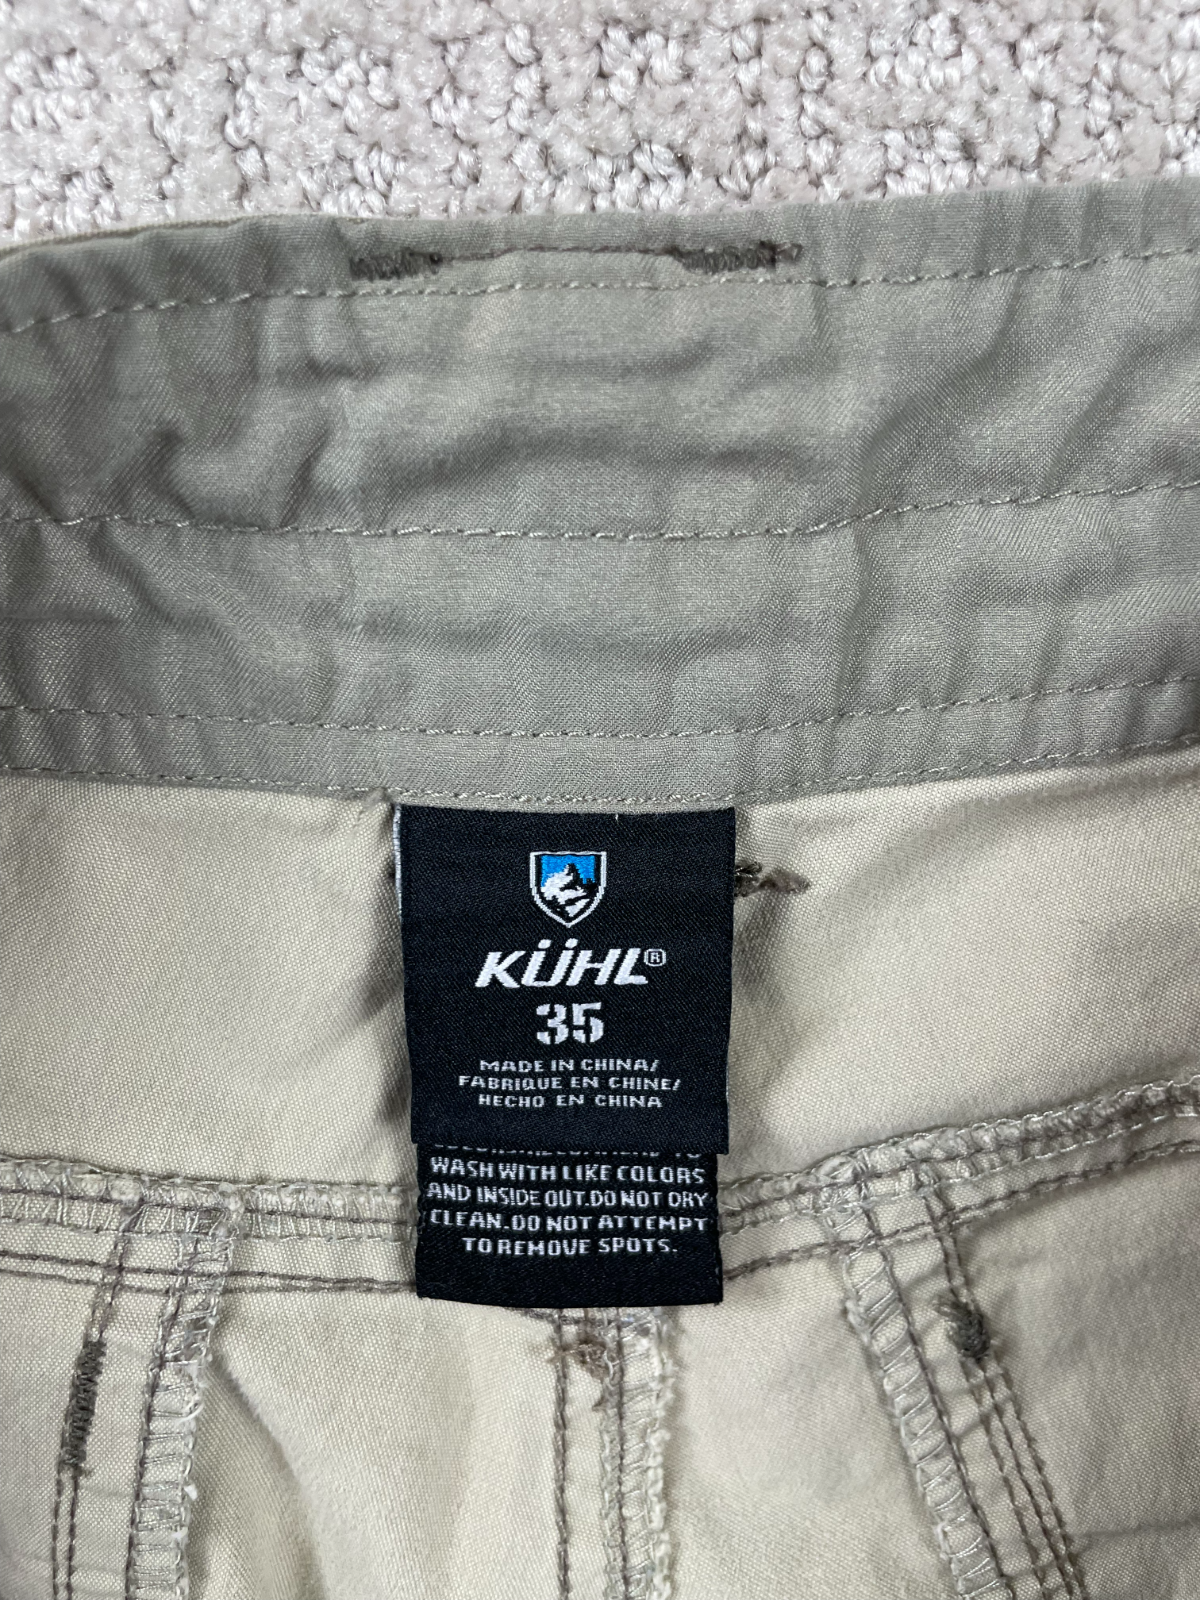 KÜHL®
35
MADE IN CHINA/
FABRIQUE EN CHINE/
HECHO EN CHINA
WASH WITH LIKE COLORS
AND INSIDE OUT.DO NOT DRY
CLEAN.DO NOT ATTEMPT
TO REMOVE SPOTS.